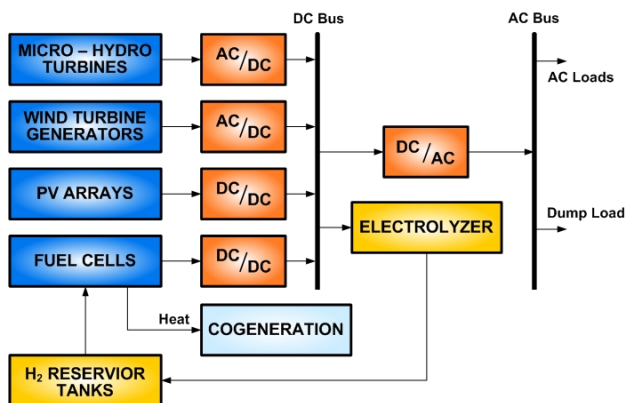 DC Bus
AC Bus
MICRO – HYDRO
TURBINES
AC/DC
AC Loads
WIND TURBINE
GENERATORS
AC/DC
DC/AC
PV ARRAYS
DC/DC
ELECTROLYZER
Dump Load
FUEL CELLS
DC/DC
Heat
COGENERATION
H₂ RESERVIOR
TANKS